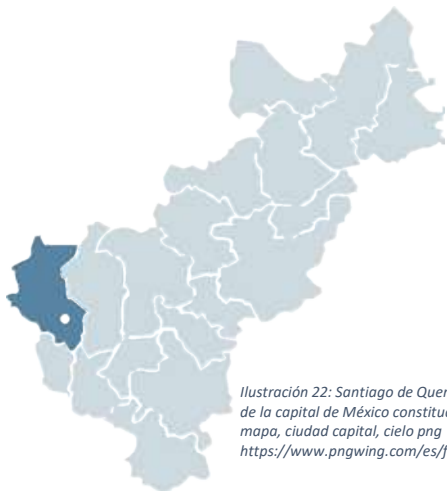 Ilustración 22: Santiago de Quer
de la capital de México constituc
mapa, ciudad capital, cielo png
https://www.pngwing.com/es/f